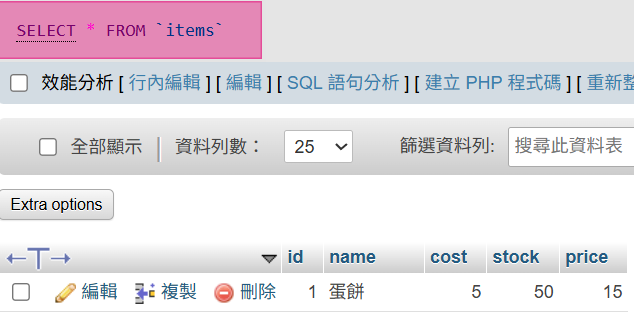 SELECT * FROM `items`
效能分析 [ 行內編輯 ] [ 編輯 ] [ SQL 語句分析 ] [ 建立 PHP 程式碼 ] [ 重新整
全部顯示 | 資料列數： 25 篩選資料列: 搜尋此資料表
Extra options
←T→ id name cost stock price
編輯 複製 刪除 1 蛋餅 5 50 15